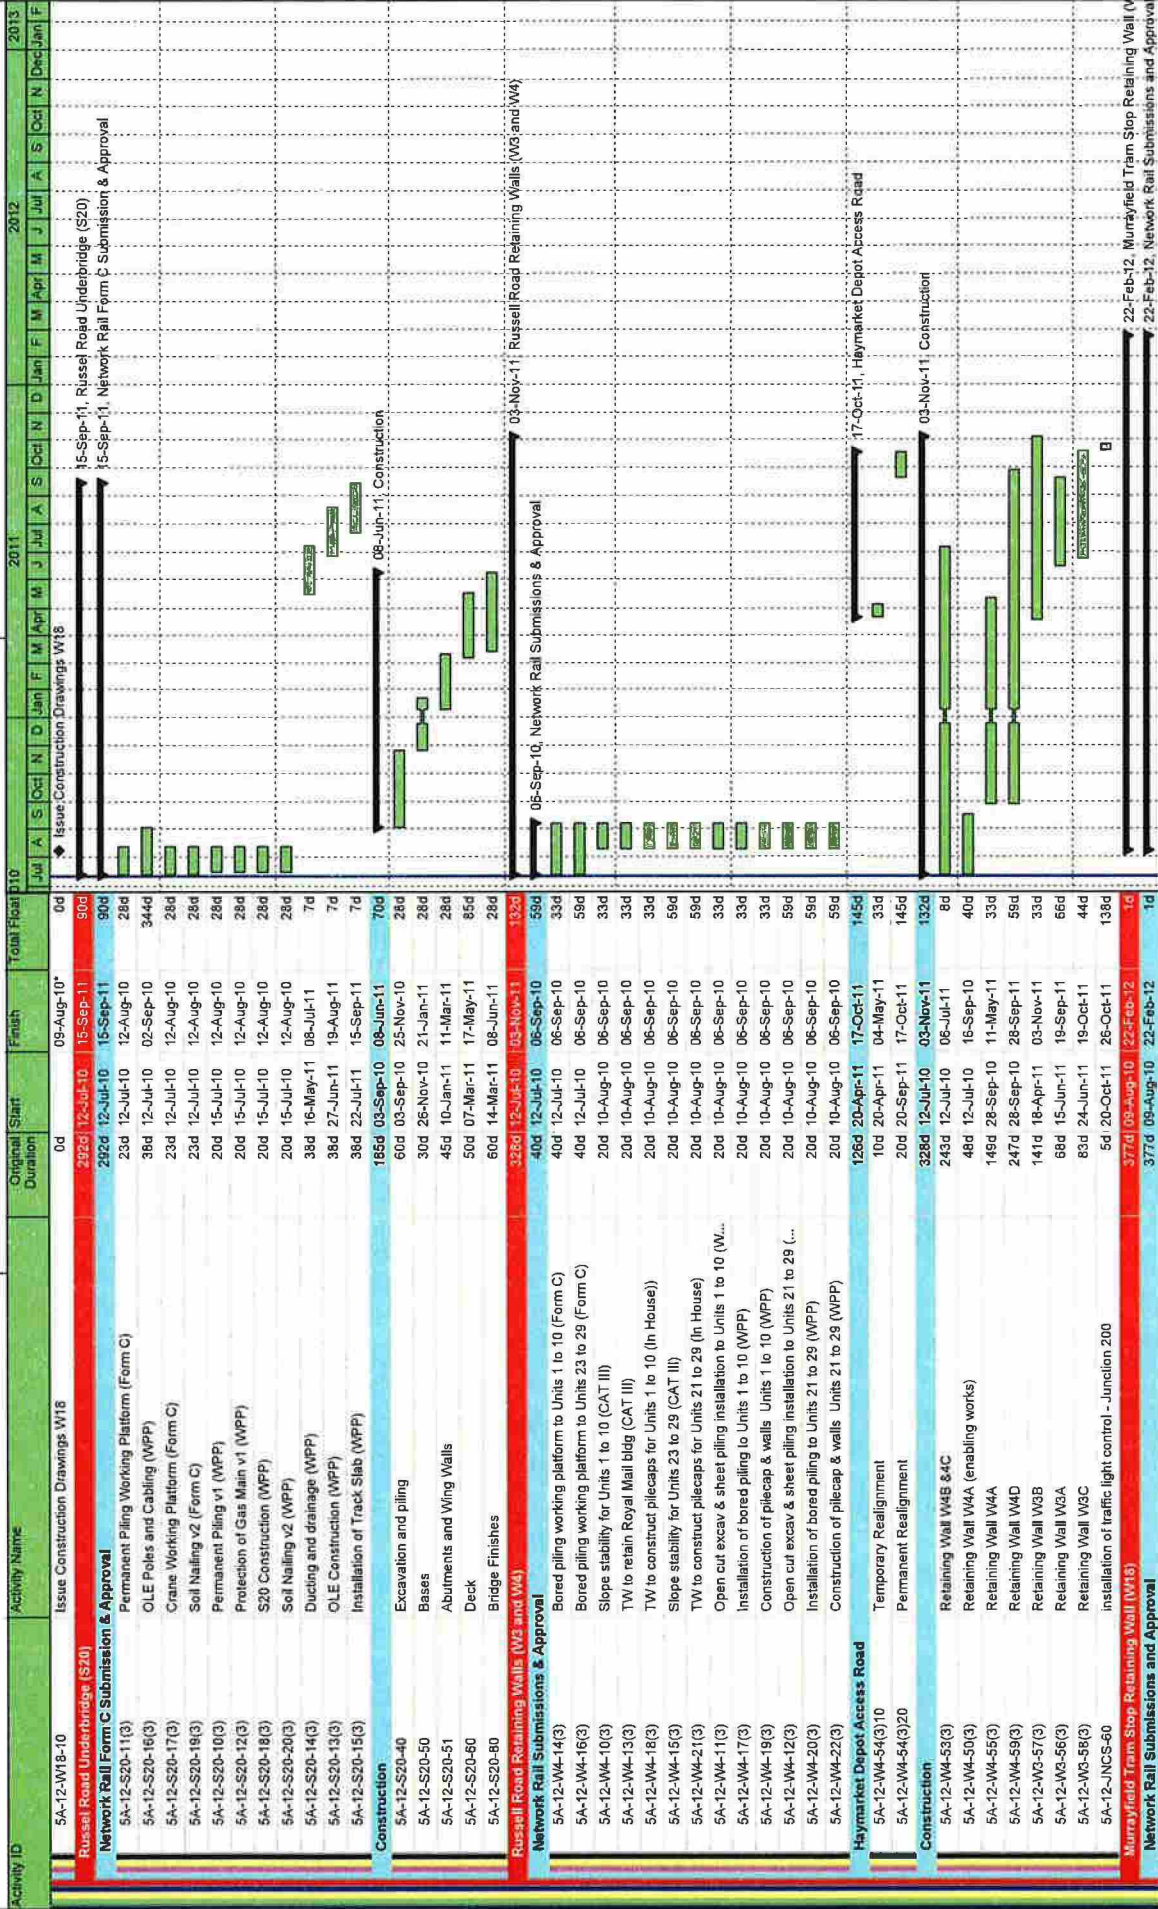 Activity ID Activity Name Original Duration Start Finish Total Float 010 2011 2012 2013
Jul A S Oct N D Jan F M Apr M J Jul A S Oct N D Jan F M Apr M J Jul A S Oct N Dec Jan F
5A-12-W18-10 Issue Construction Drawings W18 0d 09-Aug-10* 0d Issue Construction Drawings W18
Russel Road Underbridge (S20) 292d 12-Jul-10 15-Sep-11 90d 15-Sep-11, Russel Road Underbridge (S20)
Network Rail Form C Submission & Approval 292d 12-Jul-10 15-Sep-11 90d 15-Sep-11, Network Rail Form C Submission & Approval
5A-12-S20-11(3) Permanent Piling Working Platform (Form C) 23d 12-Jul-10 12-Aug-10 28d
5A-12-S20-16(3) OLE Poles and Cabling (WPP) 38d 12-Jul-10 02-Sep-10 344d
5A-12-S20-17(3) Crane Working Platform (Form C) 23d 12-Jul-10 12-Aug-10 28d
5A-12-S20-19(3) Soil Nailing v2 (Form C) 23d 12-Jul-10 12-Aug-10 28d
5A-12-S20-10(3) Permanent Piling v1 (WPP) 20d 15-Jul-10 12-Aug-10 28d
5A-12-S20-12(3) Protection of Gas Main v1 (WPP) 20d 15-Jul-10 12-Aug-10 28d
5A-12-S20-18(3) S20 Construction (WPP) 20d 15-Jul-10 12-Aug-10 28d
5A-12-S20-20(3) Soil Nailing v2 (WPP) 20d 15-Jul-10 12-Aug-10 28d
5A-12-S20-14(3) Ducting and drainage (WPP) 38d 16-May-11 08-Jul-11 7d
5A-12-S20-13(3) OLE Construction (WPP) 38d 27-Jun-11 19-Aug-11 7d
5A-12-S20-15(3) Installation of Track Slab (WPP) 38d 22-Jul-11 15-Sep-11 7d
Construction 185d 03-Sep-10 08-Jun-11 70d 08-Jun-11, Construction
5A-12-S20-40 Excavation and piling 60d 03-Sep-10 25-Nov-10 28d
5A-12-S20-50 Bases 30d 26-Nov-10 21-Jan-11 28d
5A-12-S20-51 Abutments and Wing Walls 45d 10-Jan-11 11-Mar-11 28d
5A-12-S20-60 Deck 50d 07-Mar-11 17-May-11 85d
5A-12-S20-80 Bridge Finishes 60d 14-Mar-11 08-Jun-11 28d
Russell Road Retaining Walls (W3 and W4) 328d 12-Jul-10 03-Nov-11 132d 03-Nov-11, Russell Road Retaining Walls (W3 and W4)
Network Rail Submissions & Approval 40d 12-Jul-10 06-Sep-10 59d 06-Sep-10, Network Rail Submissions & Approval
5A-12-W4-14(3) Bored piling working platform to Units 1 to 10 (Form C) 40d 12-Jul-10 06-Sep-10 33d
5A-12-W4-16(3) Bored piling working platform to Units 23 to 29 (Form C) 40d 12-Jul-10 06-Sep-10 59d
5A-12-W4-10(3) Slope stability for Units 1 to 10 (CAT III) 20d 10-Aug-10 06-Sep-10 33d
5A-12-W4-13(3) TW to retain Royal Mail bldg (CAT III) 20d 10-Aug-10 06-Sep-10 33d
5A-12-W4-18(3) TW to construct pilecaps for Units 1 to 10 (In House)) 20d 10-Aug-10 06-Sep-10 33d
5A-12-W4-15(3) Slope stability for Units 23 to 29 (CAT III) 20d 10-Aug-10 06-Sep-10 59d
5A-12-W4-21(3) TW to construct pilecaps for Units 21 to 29 (In House) 20d 10-Aug-10 06-Sep-10 59d
5A-12-W4-11(3) Open cut excav & sheet piling installation to Units 1 to 10 (W... 20d 10-Aug-10 06-Sep-10 33d
5A-12-W4-17(3) Installation of bored piling to Units 1 to 10 (WPP) 20d 10-Aug-10 06-Sep-10 33d
5A-12-W4-19(3) Construction of pilecap & walls Units 1 to 10 (WPP) 20d 10-Aug-10 06-Sep-10 33d
5A-12-W4-12(3) Open cut excav & sheet piling installation to Units 21 to 29 (... 20d 10-Aug-10 06-Sep-10 59d
5A-12-W4-20(3) Installation of bored piling to Units 21 to 29 (WPP) 20d 10-Aug-10 06-Sep-10 59d
5A-12-W4-22(3) Construction of pilecap & walls Units 21 to 29 (WPP) 20d 10-Aug-10 06-Sep-10 59d
Haymarket Depot Access Road 126d 20-Apr-11 17-Oct-11 145d 17-Oct-11, Haymarket Depot Access Road
5A-12-W4-54(3)10 Temporary Realignment 10d 20-Apr-11 04-May-11 33d
5A-12-W4-54(3)20 Permanent Realignment 20d 20-Sep-11 17-Oct-11 145d
Construction 328d 12-Jul-10 03-Nov-11 132d 03-Nov-11, Construction
5A-12-W4-53(3) Retaining Wall W4B &4C 243d 12-Jul-10 06-Jul-11 8d
5A-12-W4-50(3) Retaining Wall W4A (enabling works) 48d 12-Jul-10 16-Sep-10 40d
5A-12-W4-55(3) Retaining Wall W4A 149d 28-Sep-10 11-May-11 33d
5A-12-W4-59(3) Retaining Wall W4D 247d 28-Sep-10 28-Sep-11 59d
5A-12-W3-57(3) Retaining Wall W3B 141d 18-Apr-11 03-Nov-11 33d
5A-12-W3-56(3) Retaining Wall W3A 68d 15-Jun-11 19-Sep-11 66d
5A-12-W3-58(3) Retaining Wall W3C 83d 24-Jun-11 19-Oct-11 44d
5A-12-JNCS-60 installation of traffic light control - Junction 200 5d 20-Oct-11 26-Oct-11 138d
Murrayfield Tram Stop Retaining Wall (W18) 377d 09-Aug-10 22-Feb-12 1d 22-Feb-12, Murrayfield Tram Stop Retaining Wall (W
Network Rail Submissions and Approval 377d 09-Aug-10 22-Feb-12 1d 22-Feb-12, Network Rail Submissions and Approval